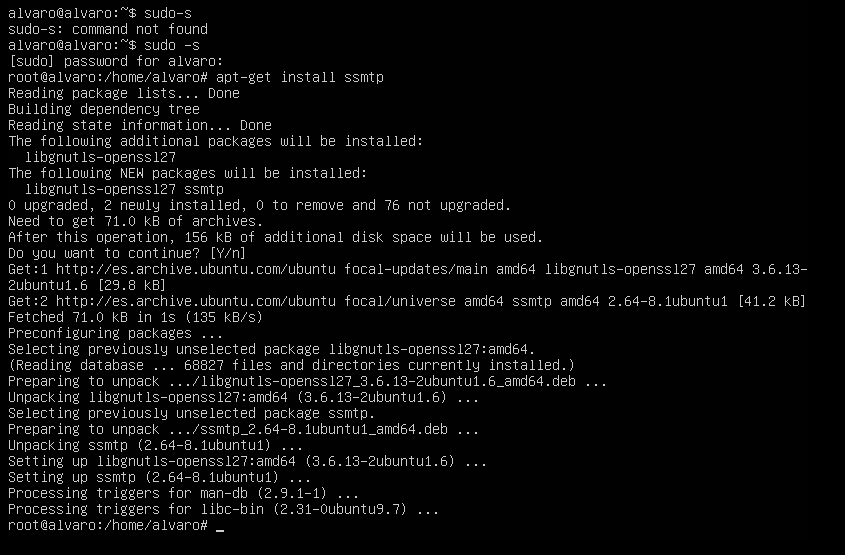 alvaro@alvaro:~$ sudo-s
sudo-s: command not found
alvaro@alvaro:~$ sudo -s
[sudo] password for alvaro:
root@alvaro:/home/alvaro# apt-get install ssmtp
Reading package lists... Done
Building dependency tree
Reading state information... Done
The following additional packages will be installed:
  libgnutls-openssl27
The following NEW packages will be installed:
  libgnutls-openssl27 ssmtp
0 upgraded, 2 newly installed, 0 to remove and 76 not upgraded.
Need to get 71.0 kB of archives.
After this operation, 156 kB of additional disk space will be used.
Do you want to continue? [Y/n]
Get:1 http://es.archive.ubuntu.com/ubuntu focal-updates/main amd64 libgnutls-openssl27 amd64 3.6.13-
2ubuntu1.6 [29.8 kB]
Get:2 http://es.archive.ubuntu.com/ubuntu focal/universe amd64 ssmtp amd64 2.64-8.1ubuntu1 [41.2 kB]
Fetched 71.0 kB in 1s (135 kB/s)
Preconfiguring packages ...
Selecting previously unselected package libgnutls-openssl27:amd64.
(Reading database ... 68827 files and directories currently installed.)
Preparing to unpack .../libgnutls-openssl27_3.6.13-2ubuntu1.6_amd64.deb ...
Unpacking libgnutls-openssl27:amd64 (3.6.13-2ubuntu1.6) ...
Selecting previously unselected package ssmtp.
Preparing to unpack .../ssmtp_2.64-8.1ubuntu1_amd64.deb ...
Unpacking ssmtp (2.64-8.1ubuntu1) ...
Setting up libgnutls-openssl27:amd64 (3.6.13-2ubuntu1.6) ...
Setting up ssmtp (2.64-8.1ubuntu1) ...
Processing triggers for man-db (2.9.1-1) ...
Processing triggers for libc-bin (2.31-0ubuntu9.7) ...
root@alvaro:/home/alvaro# _